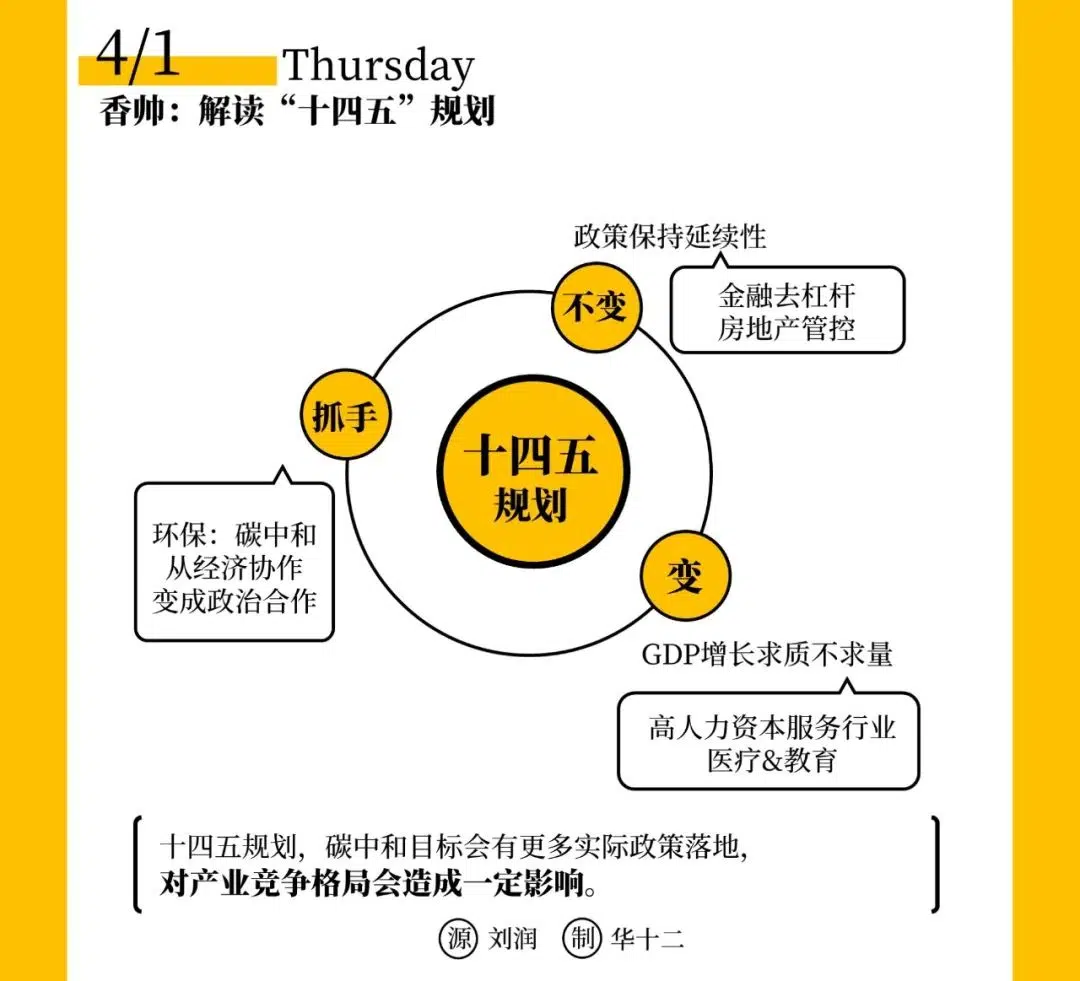 4/1
Thursday
香帅：解读“十四五”规划
政策保持延续性
不变
金融去杠杆
房地产管控
抓手
十四五
规划
环保：碳中和
从经济协作
变成政治合作
变
GDP增长求质不求量
高人力资本服务行业
医疗&教育
十四五规划，碳中和目标会有更多实际政策落地，
对产业竞争格局会造成一定影响。
源 刘润 制 华十二